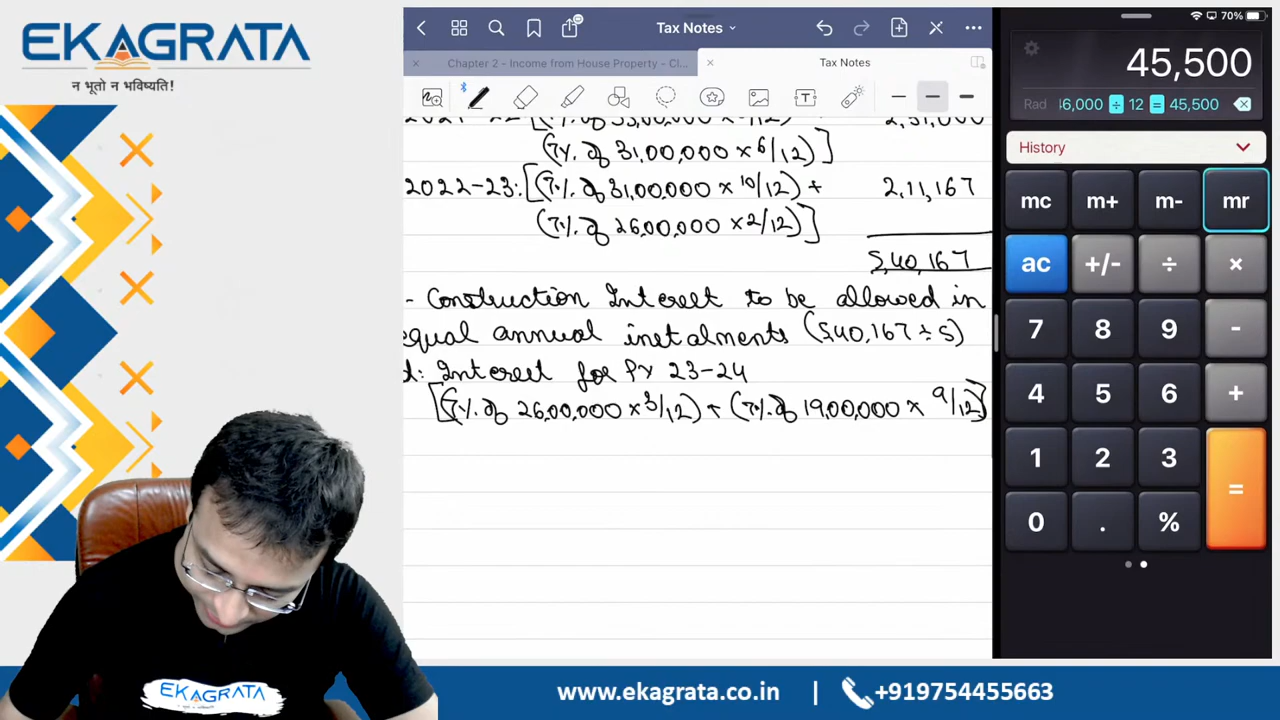 EKAGRATA
न भूतो न भविष्यति!
Tax Notes
70%
Chapter 2 - Income from House Property - Cl...
Tax Notes
(7% of 31,00,000 × 6/12)]
2022-23: [(7% of 31,00,000 × 10/12) + 2,11,167
(7% of 26,00,000 × 2/12)]
5,40,167
- Construction Interest to be allowed in
equal annual instalments (540,167 ÷ 5)
d: Interest for PY 23-24
[(7% of 26,00,000 × 3/12) + (7% of 19,00,000 × 9/12)]
45,500
Rad 6,000 ÷ 12 = 45,500
History
mc m+ m- mr
ac +/- ÷ ×
7 8 9 -
4 5 6 +
1 2 3 =
0 . %
EKAGRATA
www.ekagrata.co.in | +919754455663